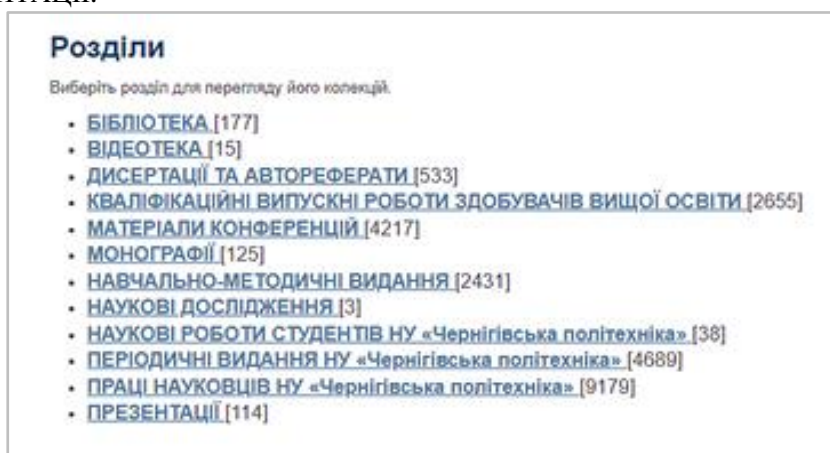 Розділи
Виберіть розділ для перегляду його колекцій.
• БІБЛІОТЕКА [177]
• ВІДЕОТЕКА [15]
• ДИСЕРТАЦІЇ ТА АВТОРЕФЕРАТИ [533]
• КВАЛІФІКАЦІЙНІ ВИПУСКНІ РОБОТИ ЗДОБУВАЧІВ ВИЩОЇ ОСВІТИ [2655]
• МАТЕРІАЛИ КОНФЕРЕНЦІЙ [4217]
• МОНОГРАФІЇ [125]
• НАВЧАЛЬНО-МЕТОДИЧНІ ВИДАННЯ [2431]
• НАУКОВІ ДОСЛІДЖЕННЯ [3]
• НАУКОВІ РОБОТИ СТУДЕНТІВ НУ «Чернігівська політехніка» [38]
• ПЕРІОДИЧНІ ВИДАННЯ НУ «Чернігівська політехніка» [4689]
• ПРАЦІ НАУКОВЦІВ НУ «Чернігівська політехніка» [9179]
• ПРЕЗЕНТАЦІЇ [114]